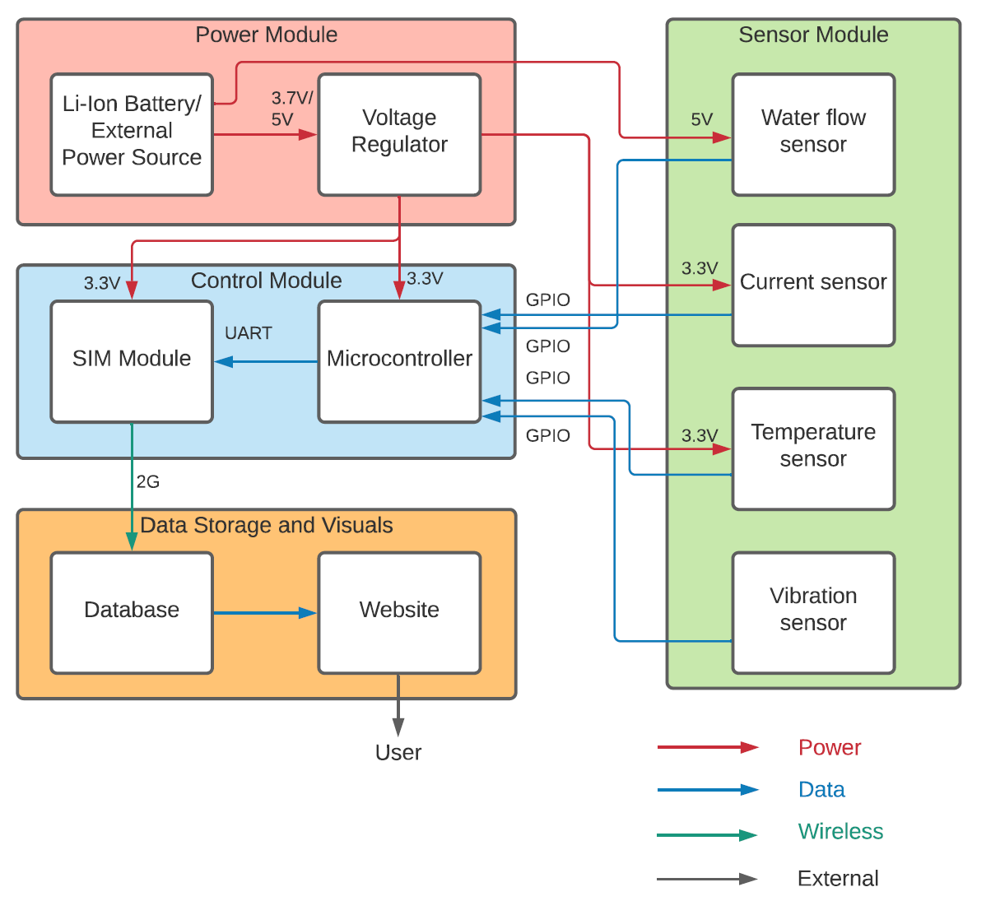 Power Module
Li-Ion Battery/
External
Power Source
3.7V/
5V
Voltage
Regulator
Sensor Module
5V
Water flow
sensor
3.3V
Current sensor
3.3V
Temperature
sensor
Vibration
sensor
3.3V
Control Module
3.3V
SIM Module
UART
Microcontroller
GPIO
GPIO
GPIO
GPIO
2G
Data Storage and Visuals
Database
Website
User
Power
Data
Wireless
External